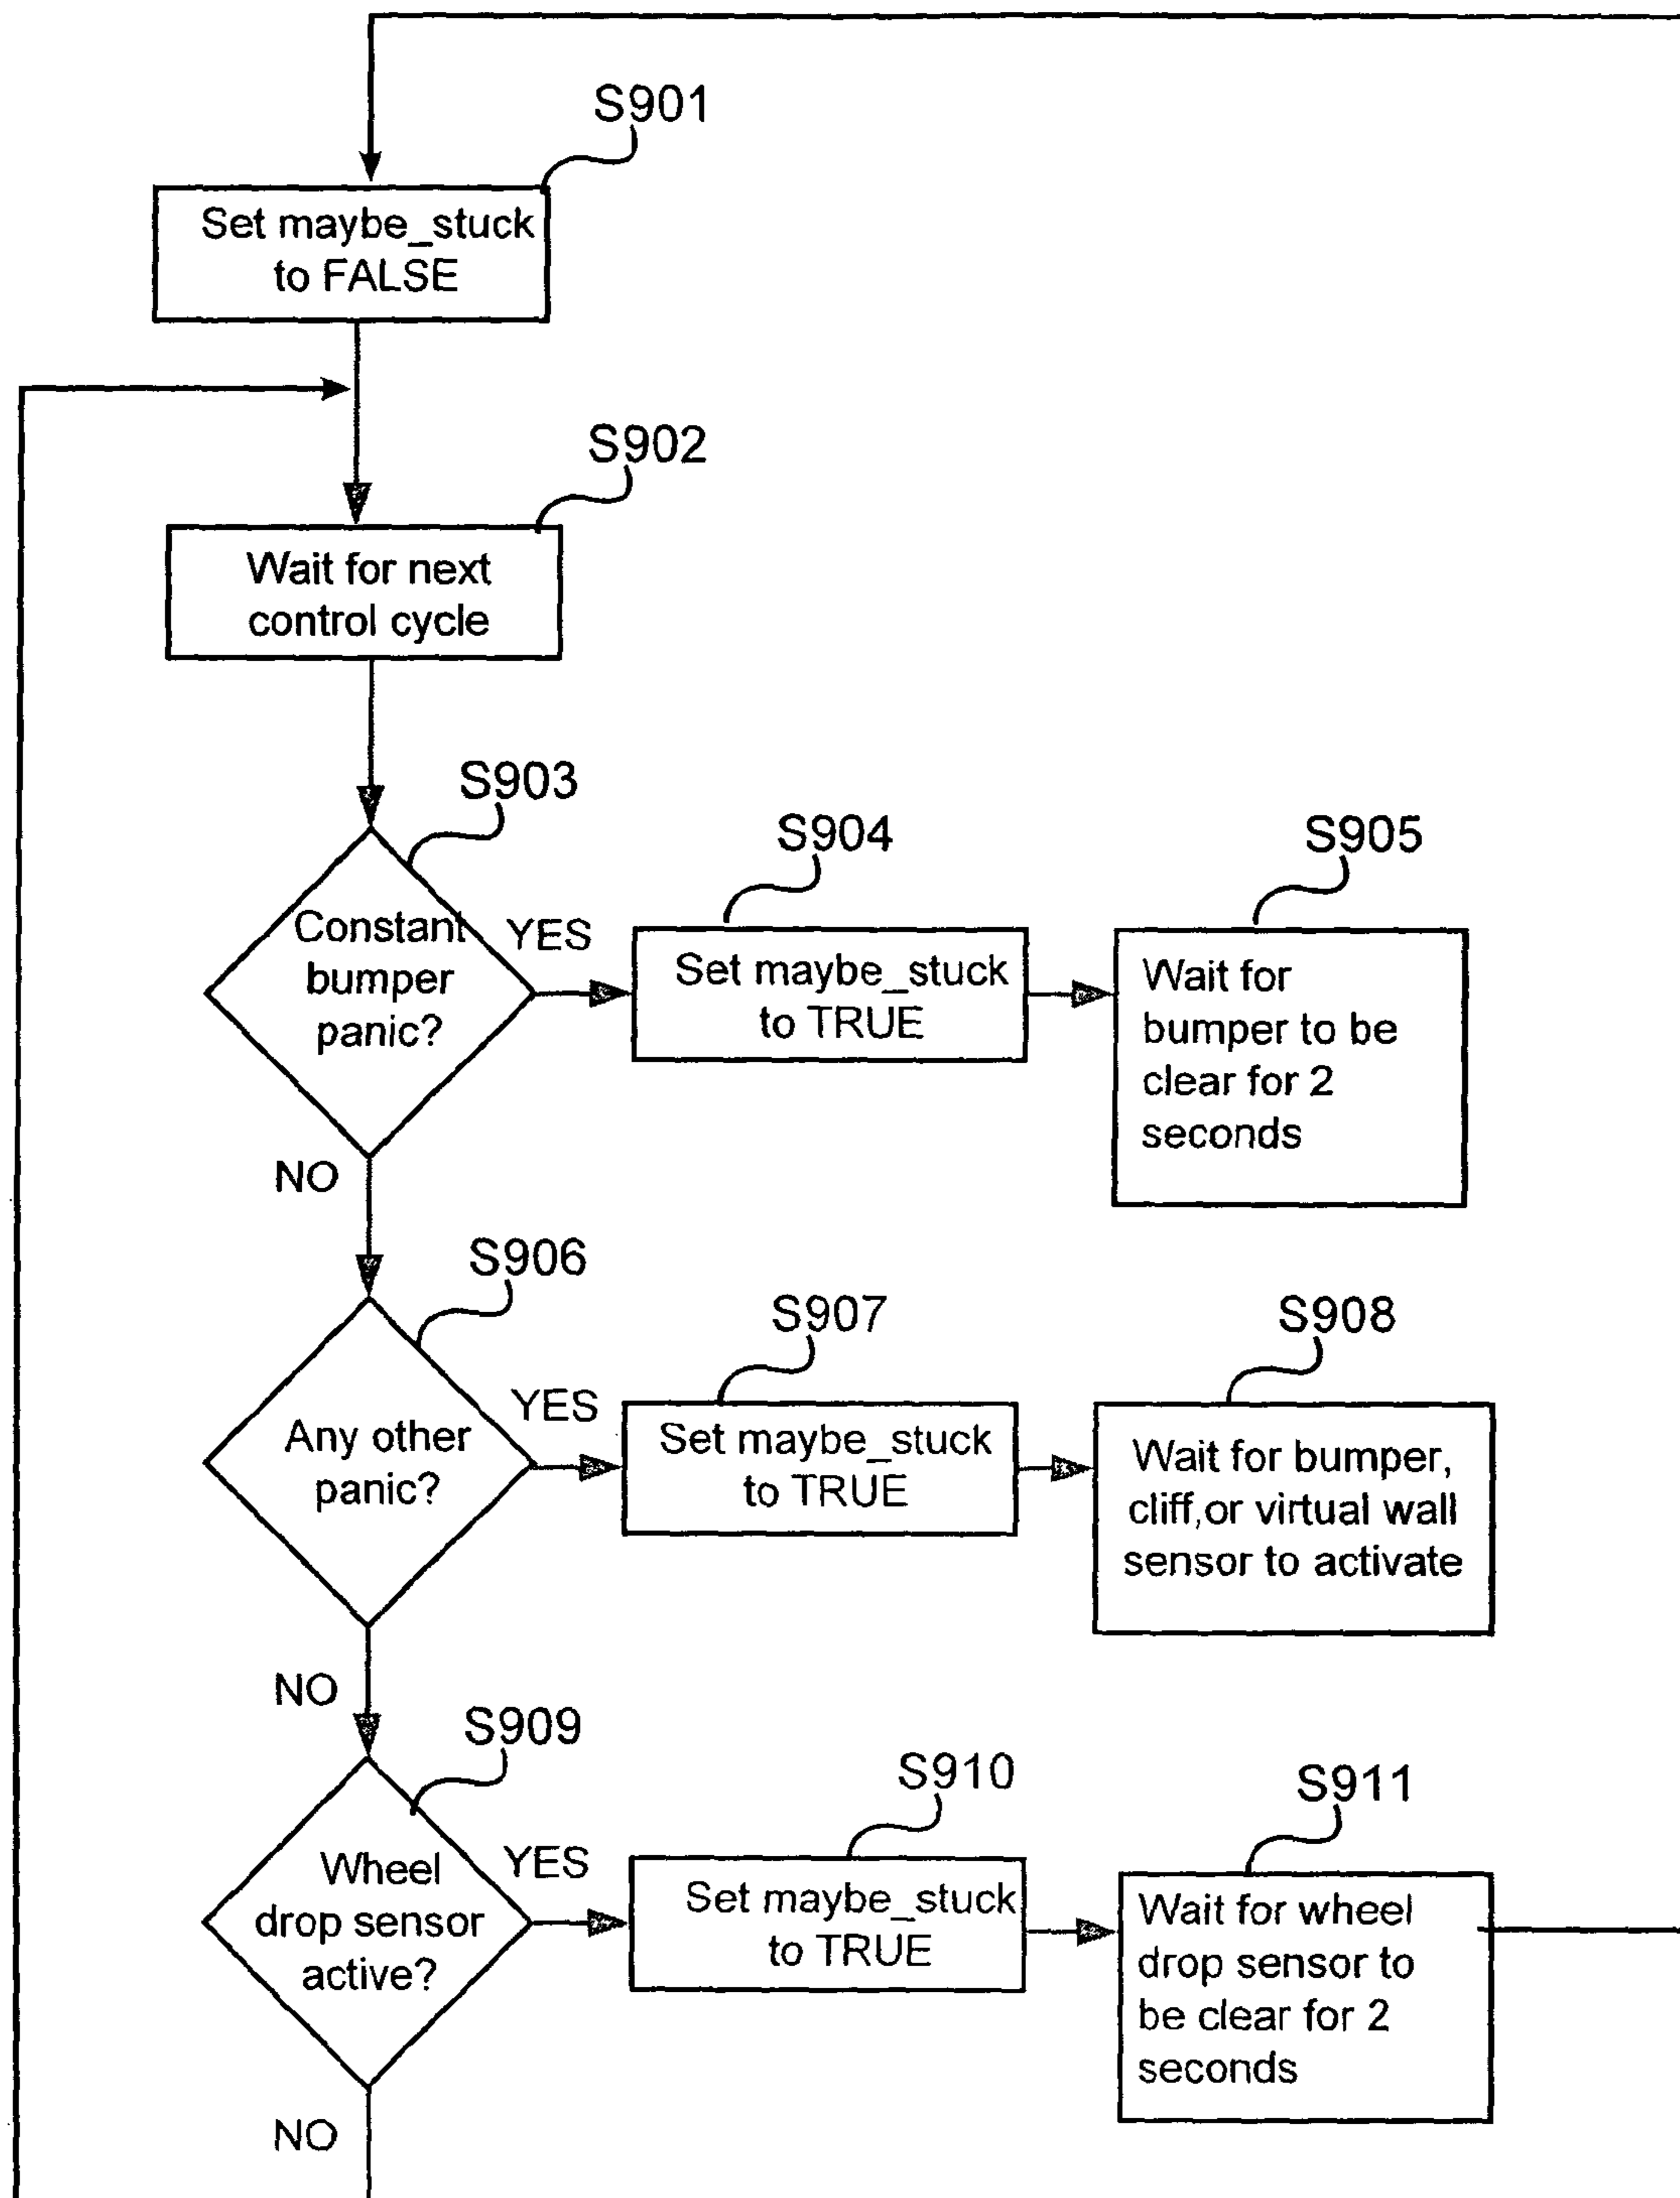 S901
Set maybe_stuck
to FALSE
S902
Wait for next
control cycle
S903
Constant
bumper
panic?
YES
S904
Set maybe_stuck
to TRUE
S905
Wait for
bumper to be
clear for 2
seconds
NO
S906
Any other
panic?
YES
S907
Set maybe_stuck
to TRUE
S908
Wait for bumper,
cliff,or virtual wall
sensor to activate
NO
S909
Wheel
drop sensor
active?
YES
S910
Set maybe_stuck
to TRUE
S911
Wait for wheel
drop sensor to
be clear for 2
seconds
NO